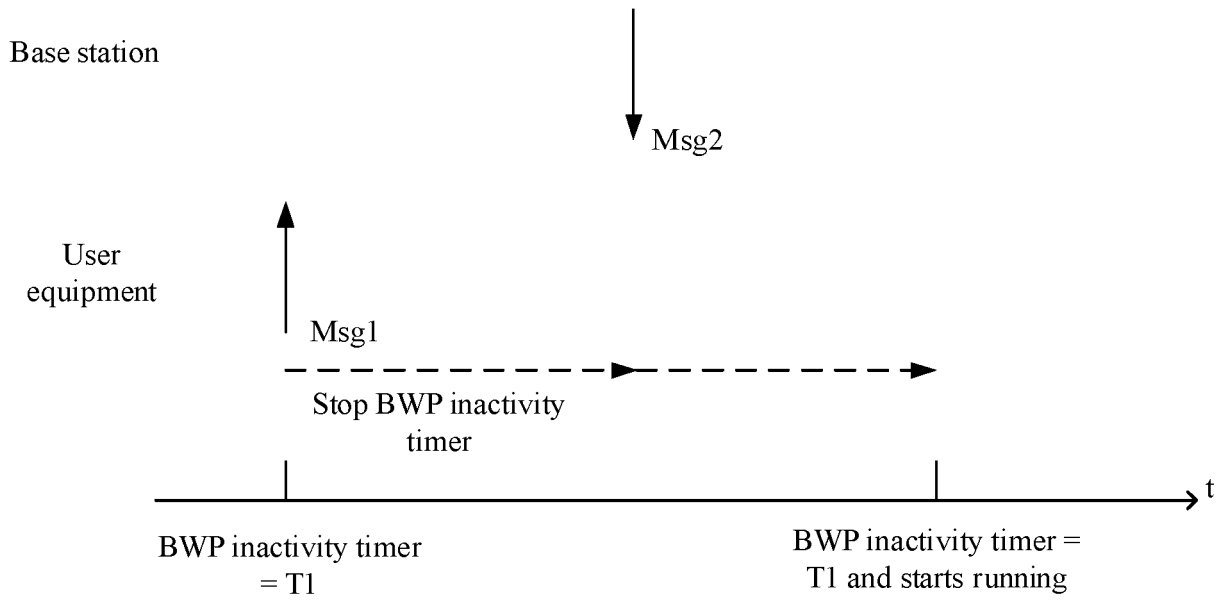 Base station
Msg2
User
equipment
Msg1
Stop BWP inactivity
timer
t
BWP inactivity timer
= T1
BWP inactivity timer =
T1 and starts running